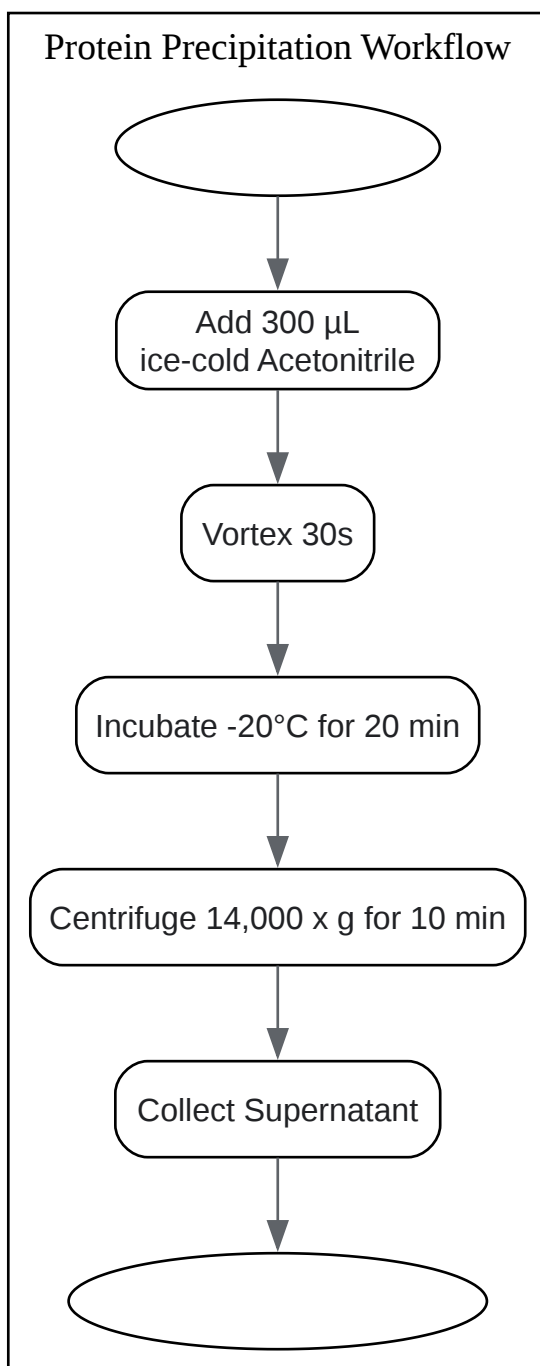 Protein Precipitation Workflow
Add 300 µL
ice-cold Acetonitrile
Vortex 30s
Incubate -20°C for 20 min
Centrifuge 14,000 x g for 10 min
Collect Supernatant